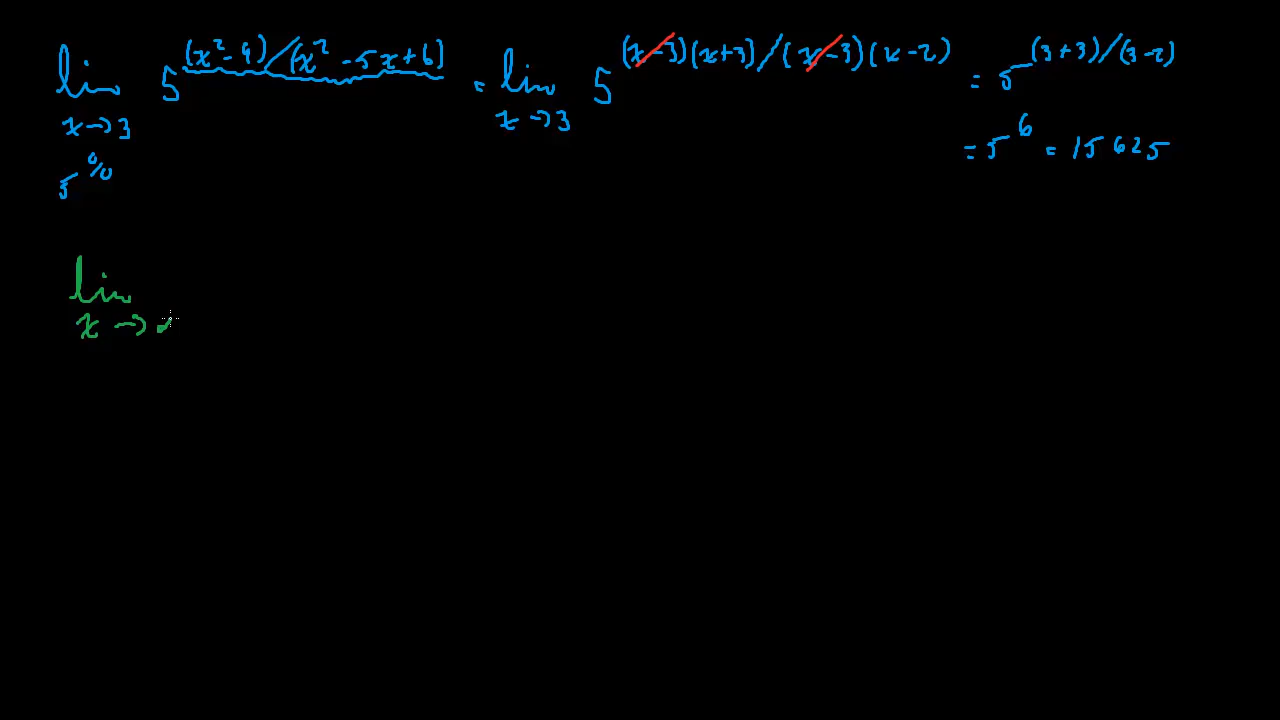 lim 5^(x²-9)/(x²-5x+6) = lim 5^(x-3)(x+3)/(x-3)(x-2) = 5^(3+3)/(3-2)
x→3 x→3 = 5^6 = 15625
5^0/0
lim
x →